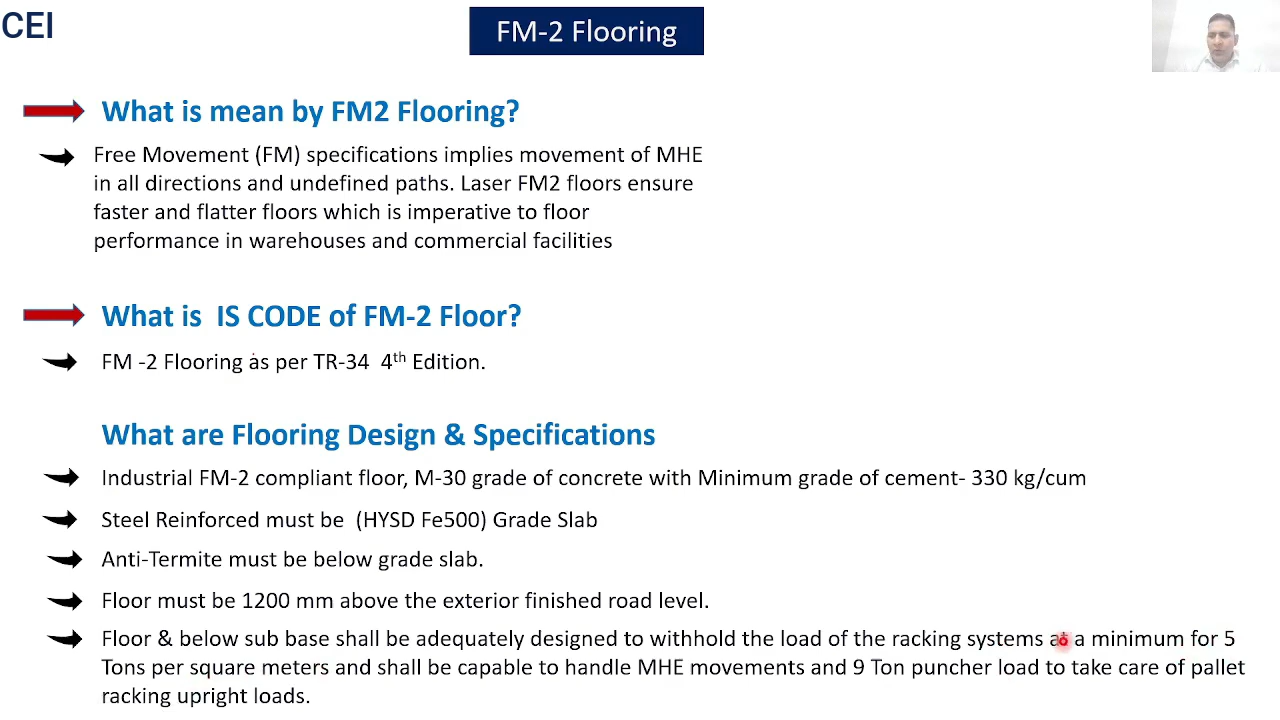 CEI
FM-2 Flooring
What is mean by FM2 Flooring?
Free Movement (FM) specifications implies movement of MHE
in all directions and undefined paths. Laser FM2 floors ensure
faster and flatter floors which is imperative to floor
performance in warehouses and commercial facilities
What is IS CODE of FM-2 Floor?
FM -2 Flooring as per TR-34 4th Edition.
What are Flooring Design & Specifications
Industrial FM-2 compliant floor, M-30 grade of concrete with Minimum grade of cement- 330 kg/cum
Steel Reinforced must be (HYSD Fe500) Grade Slab
Anti-Termite must be below grade slab.
Floor must be 1200 mm above the exterior finished road level.
Floor & below sub base shall be adequately designed to withhold the load of the racking systems at a minimum for 5
Tons per square meters and shall be capable to handle MHE movements and 9 Ton puncher load to take care of pallet
racking upright loads.